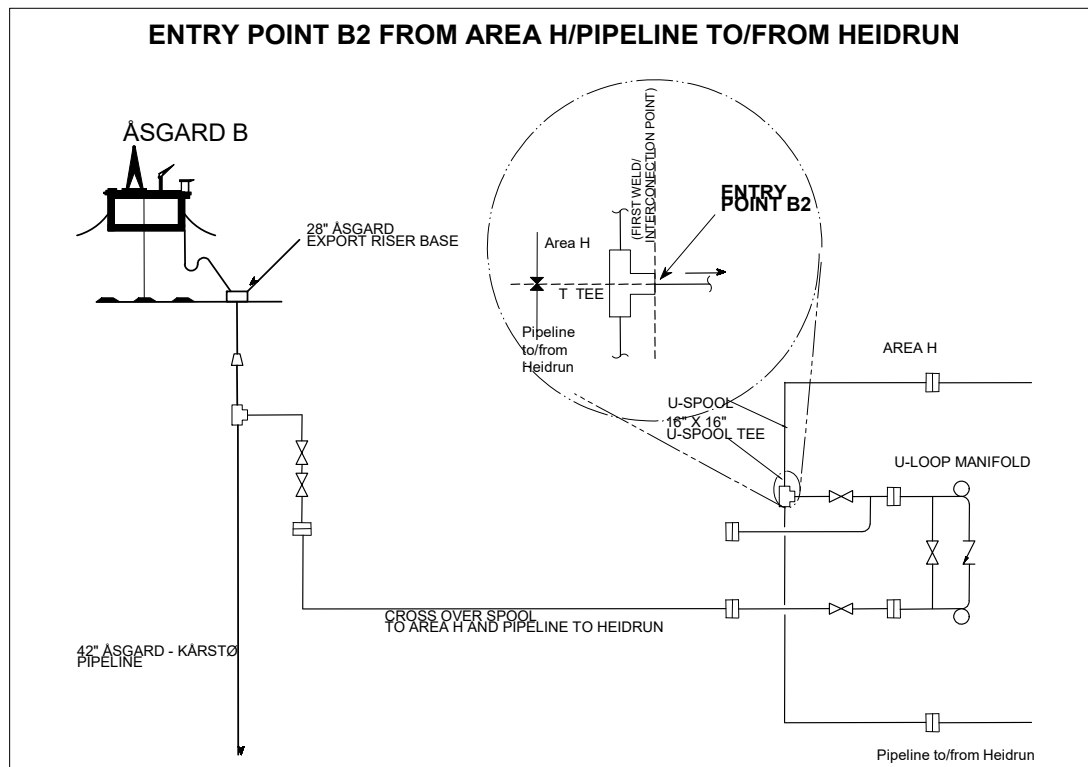 ENTRY POINT B2 FROM AREA H/PIPELINE TO/FROM HEIDRUN
ÅSGARD B
28" ÅSGARD
EXPORT RISER BASE
(FIRST WELD/
INTERCONECTION POINT)
ENTRY
POINT B2
Area H
T TEE
Pipeline
to/from
Heidrun
AREA H
U-SPOOL
16" X 16"
U-SPOOL TEE
U-LOOP MANIFOLD
CROSS OVER SPOOL
TO AREA H AND PIPELINE TO HEIDRUN
42" ÅSGARD - KÅRSTØ
PIPELINE
Pipeline to/from Heidrun